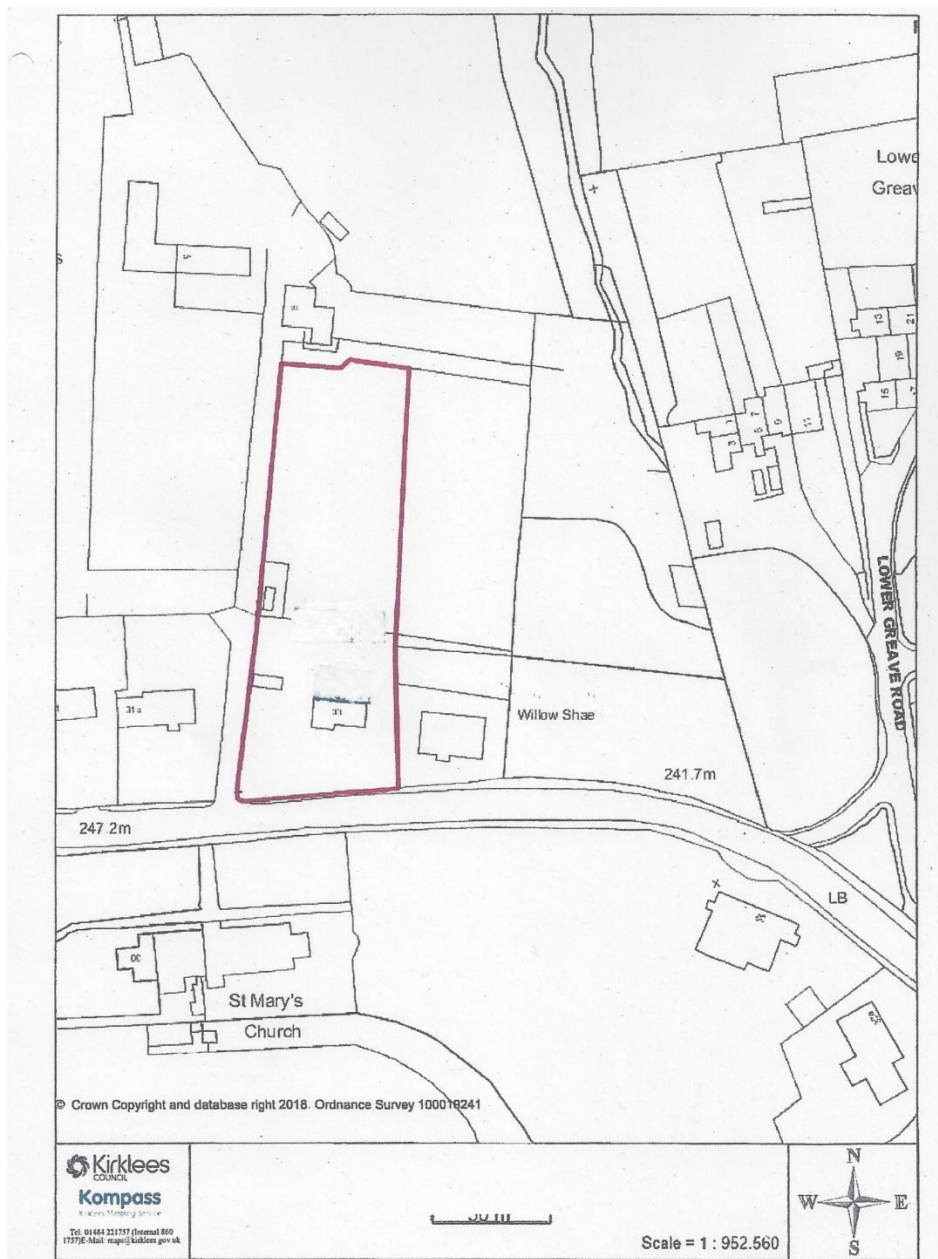 Lowe
Greav
5
13
21
19
15
7
5
9
11
1
3
LOWER GREAVE ROAD
31a
33
Willow Shae
241.7m
247.2m
LB
30
St Mary's
Church
© Crown Copyright and database right 2018. Ordnance Survey 100019241
Kirklees
COUNCIL
Kompass
Kirklees Mapping Service
Tel: 01484 221757 (Internal 860
1757)E-Mail: maps@kirklees.gov.uk
Scale = 1 : 952.560
N
W
E
S